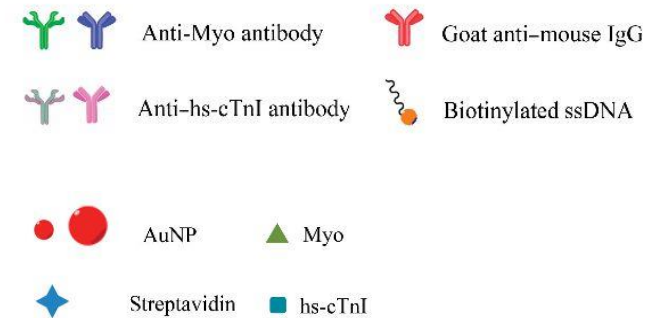 Anti-Myo antibody
Goat anti-mouse IgG
Anti-hs-cTnI antibody
Biotinylated ssDNA
AuNP
Myo
Streptavidin
hs-cTnI